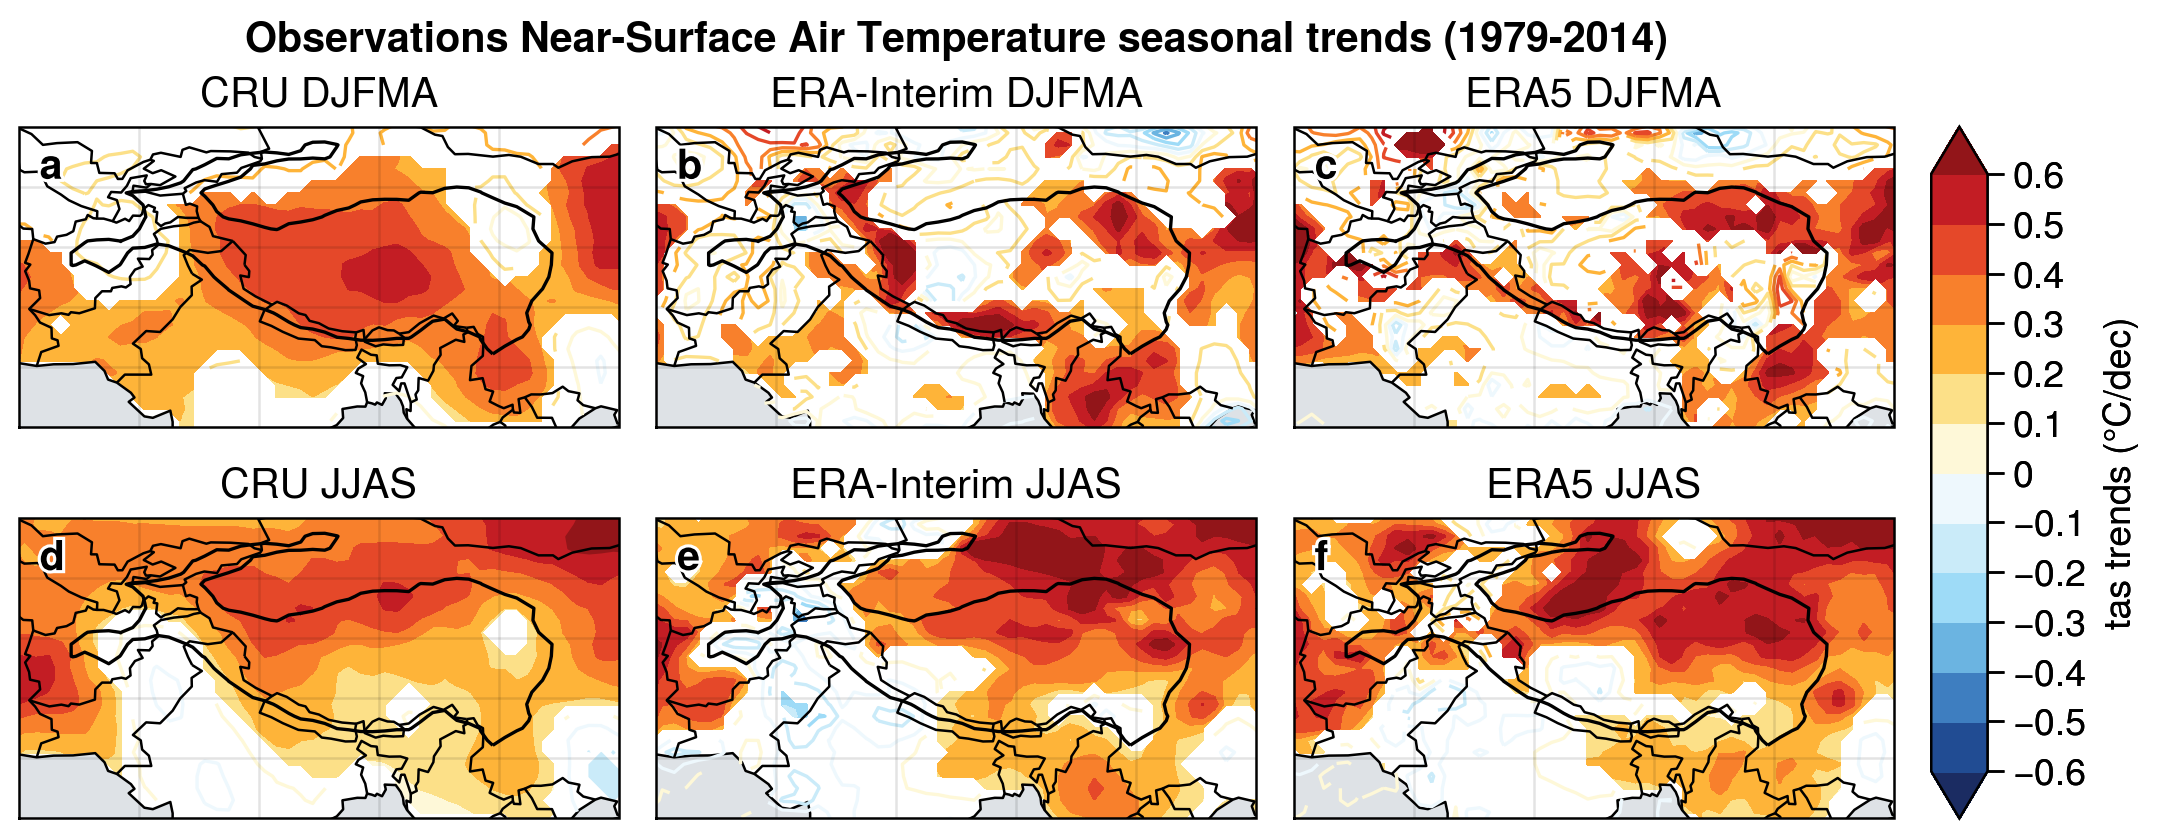 Observations Near-Surface Air Temperature seasonal trends (1979-2014)
CRU DJFMA
ERA-Interim DJFMA
ERA5 DJFMA
a
b
c
CRU JJAS
ERA-Interim JJAS
ERA5 JJAS
d
e
f
0.6
0.5
0.4
0.3
0.2
0.1
0
−0.1
−0.2
−0.3
−0.4
−0.5
−0.6
tas trends (°C/dec)